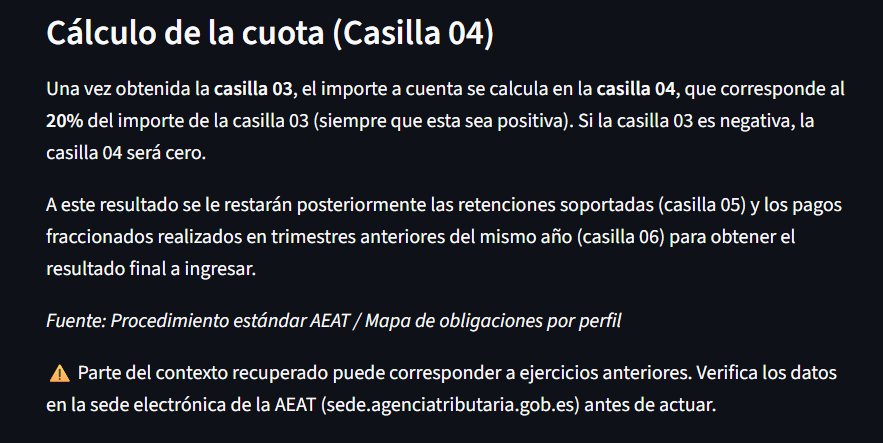 Cálculo de la cuota (Casilla 04)
Una vez obtenida la casilla 03, el importe a cuenta se calcula en la casilla 04, que corresponde al
20% del importe de la casilla 03 (siempre que esta sea positiva). Si la casilla 03 es negativa, la
casilla 04 será cero.
A este resultado se le restarán posteriormente las retenciones soportadas (casilla 05) y los pagos
fraccionados realizados en trimestres anteriores del mismo año (casilla 06) para obtener el
resultado final a ingresar.
Fuente: Procedimiento estándar AEAT / Mapa de obligaciones por perfil
⚠️ Parte del contexto recuperado puede corresponder a ejercicios anteriores. Verifica los datos
en la sede electrónica de la AEAT (sede.agenciatributaria.gob.es) antes de actuar.